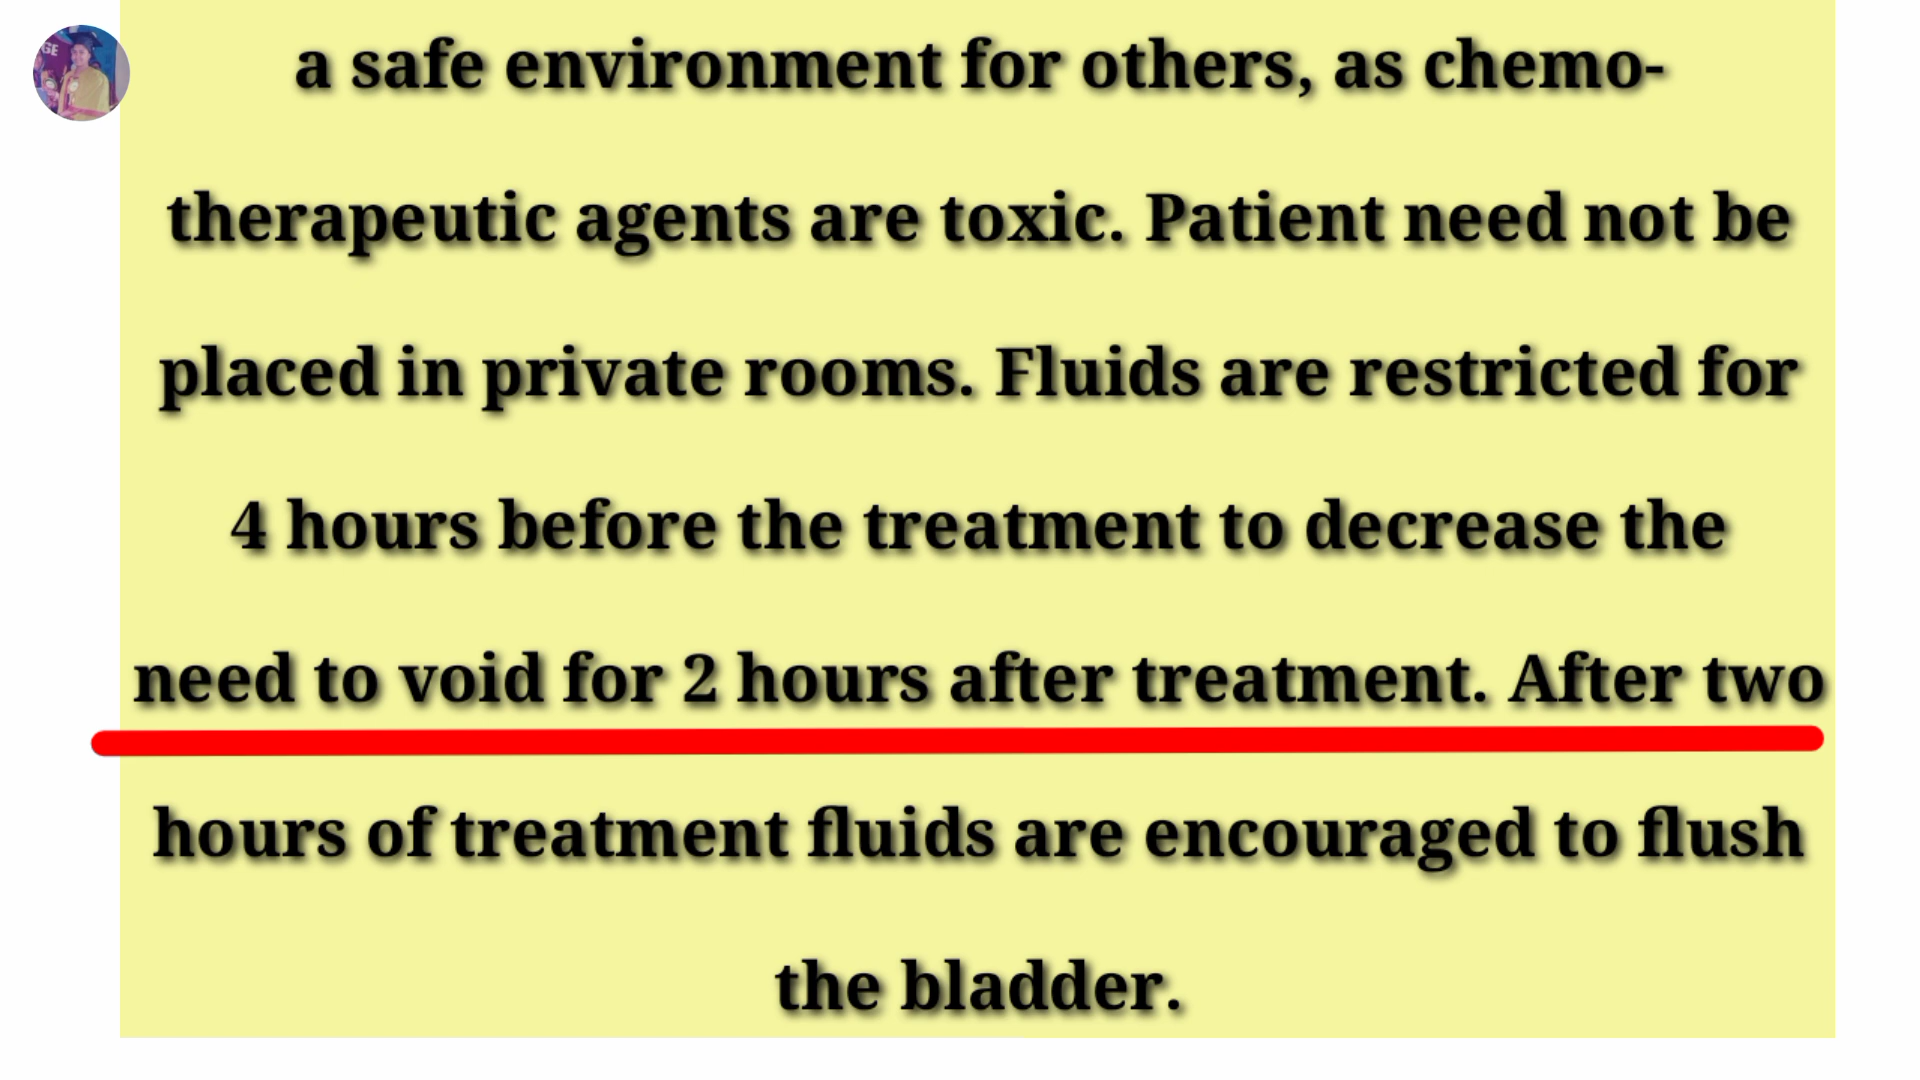 GE
a safe environment for others, as chemo-
therapeutic agents are toxic. Patient need not be
placed in private rooms. Fluids are restricted for
4 hours before the treatment to decrease the
need to void for 2 hours after treatment. After two
hours of treatment fluids are encouraged to flush
the bladder.